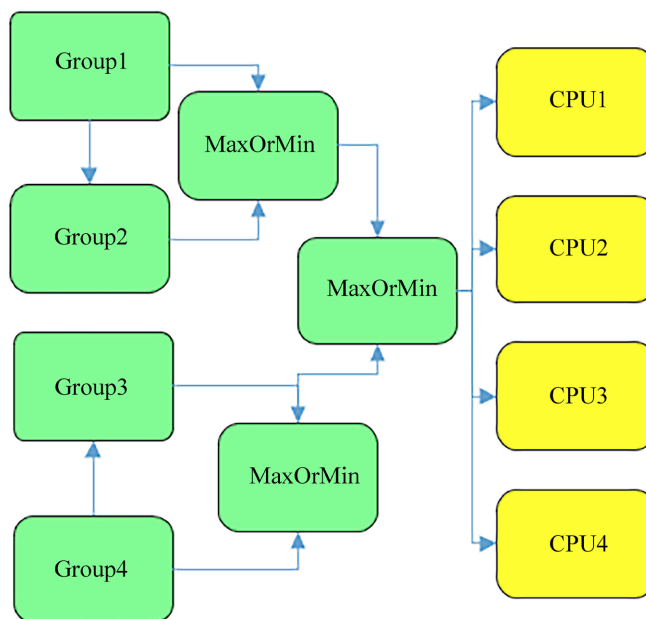 Group1
MaxOrMin
Group2
MaxOrMin
Group3
MaxOrMin
Group4
CPU1
CPU2
CPU3
CPU4